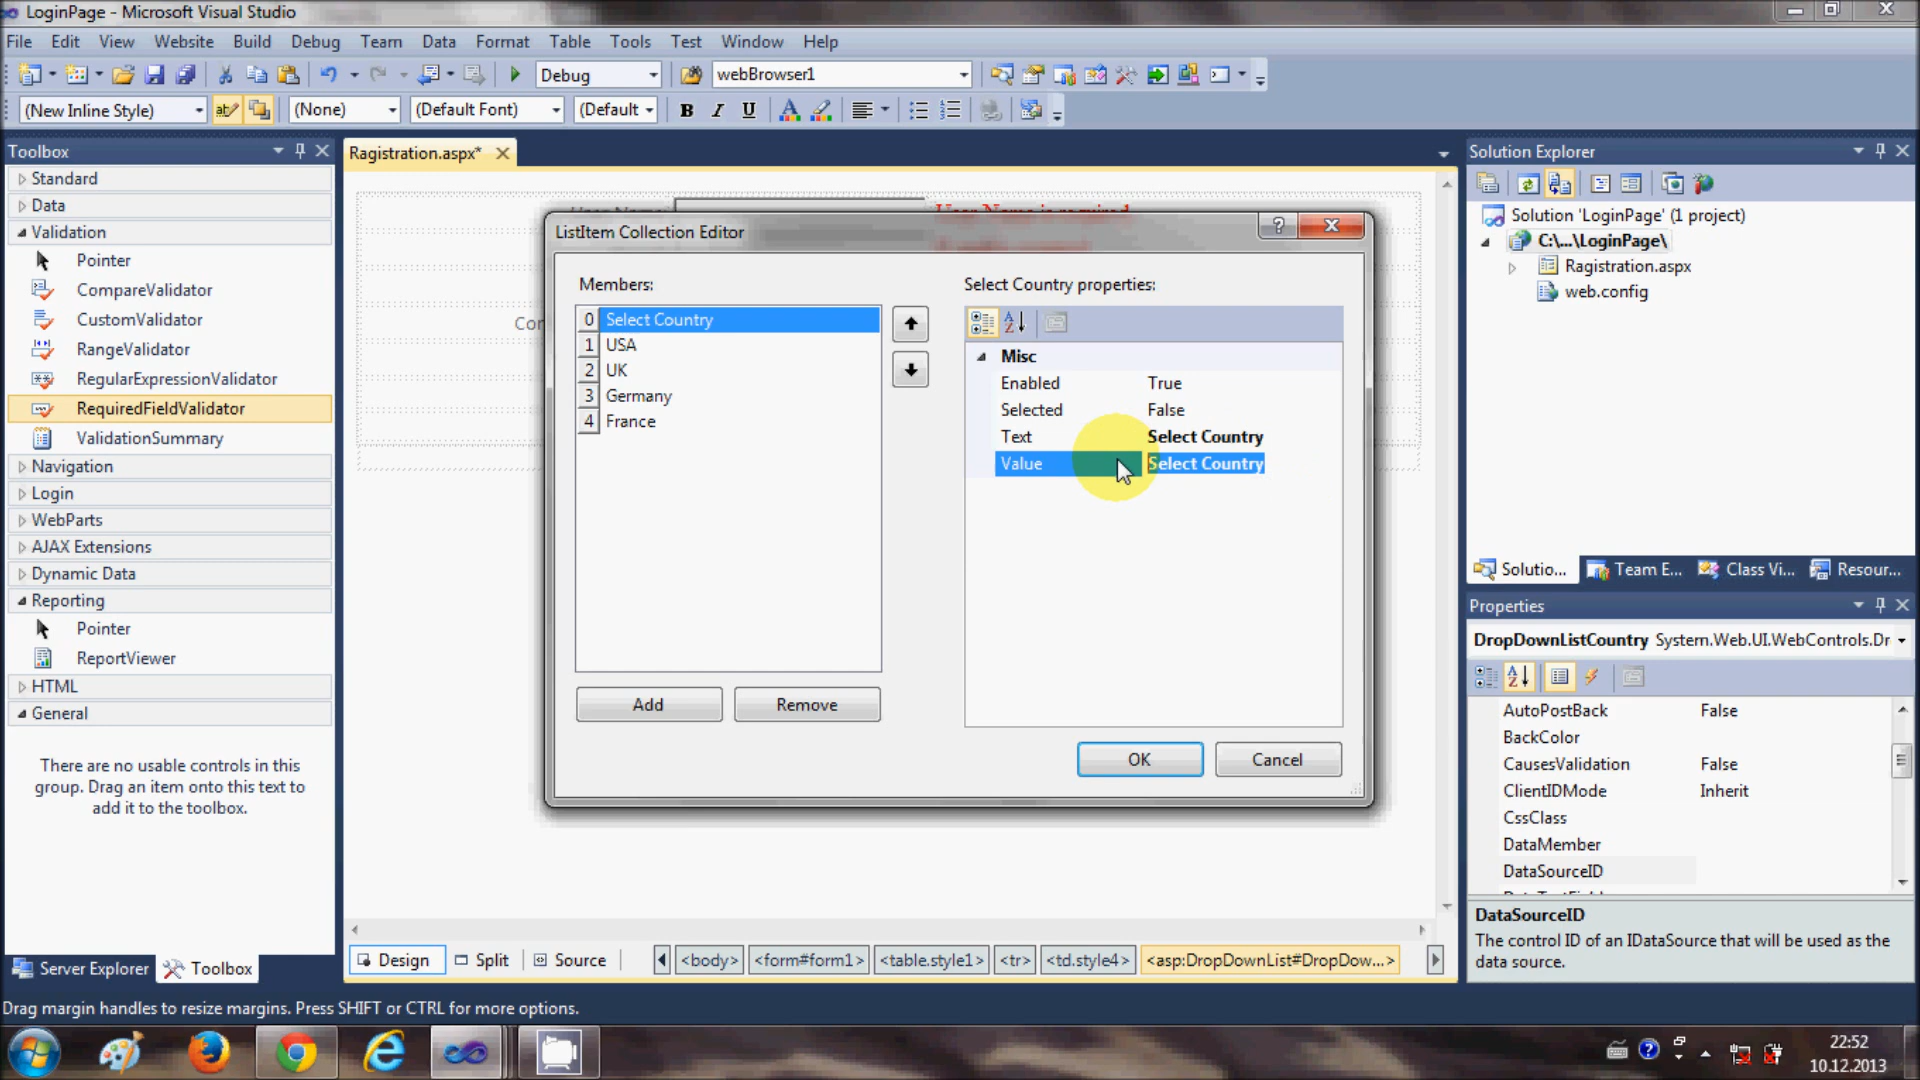 LoginPage - Microsoft Visual Studio
File Edit View Website Build Debug Team Data Format Table Tools Test Window Help
Debug webBrowser1
(New Inline Style) (None) (Default Font) (Default B I U
Toolbox
Standard
Data
Validation
Pointer
CompareValidator
CustomValidator
RangeValidator
RegularExpressionValidator
RequiredFieldValidator
ValidationSummary
Navigation
Login
WebParts
AJAX Extensions
Dynamic Data
Reporting
Pointer
ReportViewer
HTML
General
There are no usable controls in this
group. Drag an item onto this text to
add it to the toolbox.
Server Explorer Toolbox
Ragistration.aspx*
User Name is required
Con
ListItem Collection Editor
Members:
0 Select Country
1 USA
2 UK
3 Germany
4 France
Add Remove
Select Country properties:
Misc
Enabled True
Selected False
Text Select Country
Value Select Country
OK Cancel
Design Split Source <body> <form#form1> <table.style1> <tr> <td.style4> <asp:DropDownList#DropDow...>
Solution Explorer
Solution 'LoginPage' (1 project)
C:\...\LoginPage\
Ragistration.aspx
web.config
Solutio... Team E... Class Vi... Resour...
Properties
DropDownListCountry System.Web.UI.WebControls.Dr
AutoPostBack False
BackColor
CausesValidation False
ClientIDMode Inherit
CssClass
DataMember
DataSourceID
DataSourceID
The control ID of an IDataSource that will be used as the
data source.
Drag margin handles to resize margins. Press SHIFT or CTRL for more options.
22:52
10.12.2013